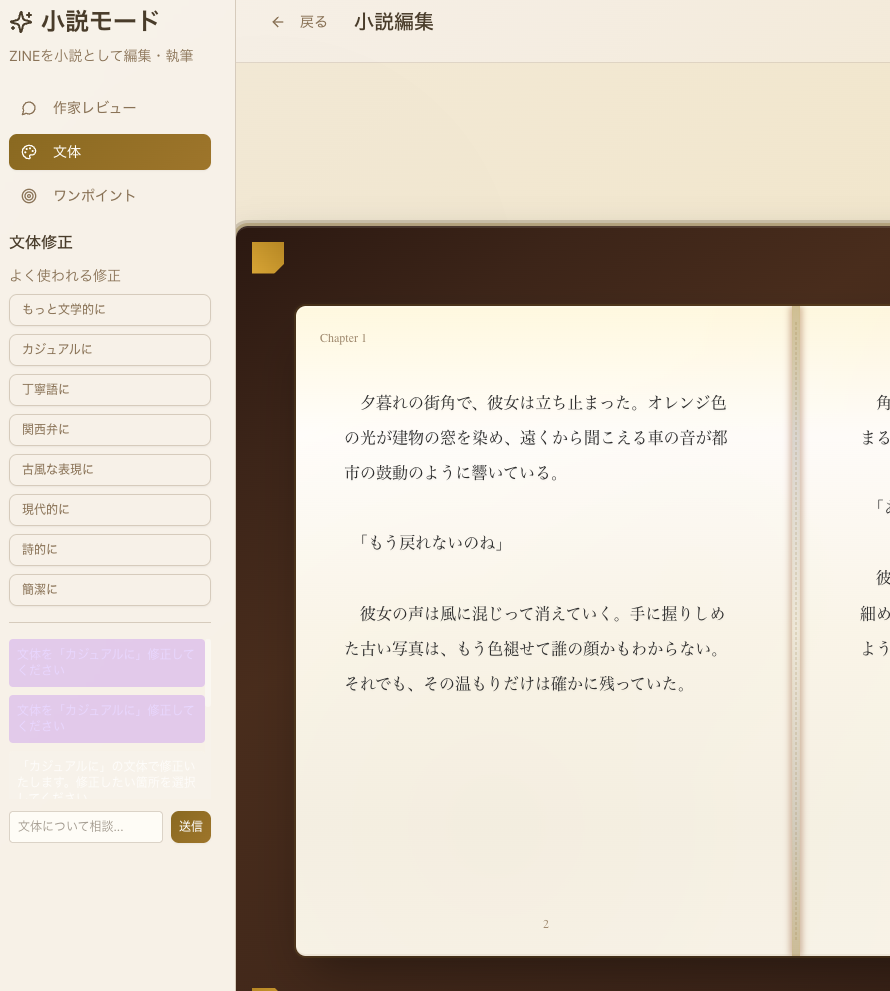 小説モード
ZINEを小説として編集・執筆
作家レビュー
文体
ワンポイント
文体修正
よく使われる修正
もっと文学的に
カジュアルに
丁寧語に
関西弁に
古風な表現に
現代的に
詩的に
簡潔に
文体を「カジュアルに」修正して
ください
文体を「カジュアルに」修正して
ください
「カジュアルに」の文体で修正い
たします。修正したい箇所を選択
してください。
文体について相談...
送信
戻る
小説編集
Chapter 1
夕暮れの街角で、彼女は立ち止まった。オレンジ色
の光が建物の窓を染め、遠くから聞こえる車の音が都
市の鼓動のように響いている。
「もう戻れないのね」
彼女の声は風に混じって消えていく。手に握りしめ
た古い写真は、もう色褪せて誰の顔かもわからない。
それでも、その温もりだけは確かに残っていた。
2
角
まる
「あ
彼
細め
よう